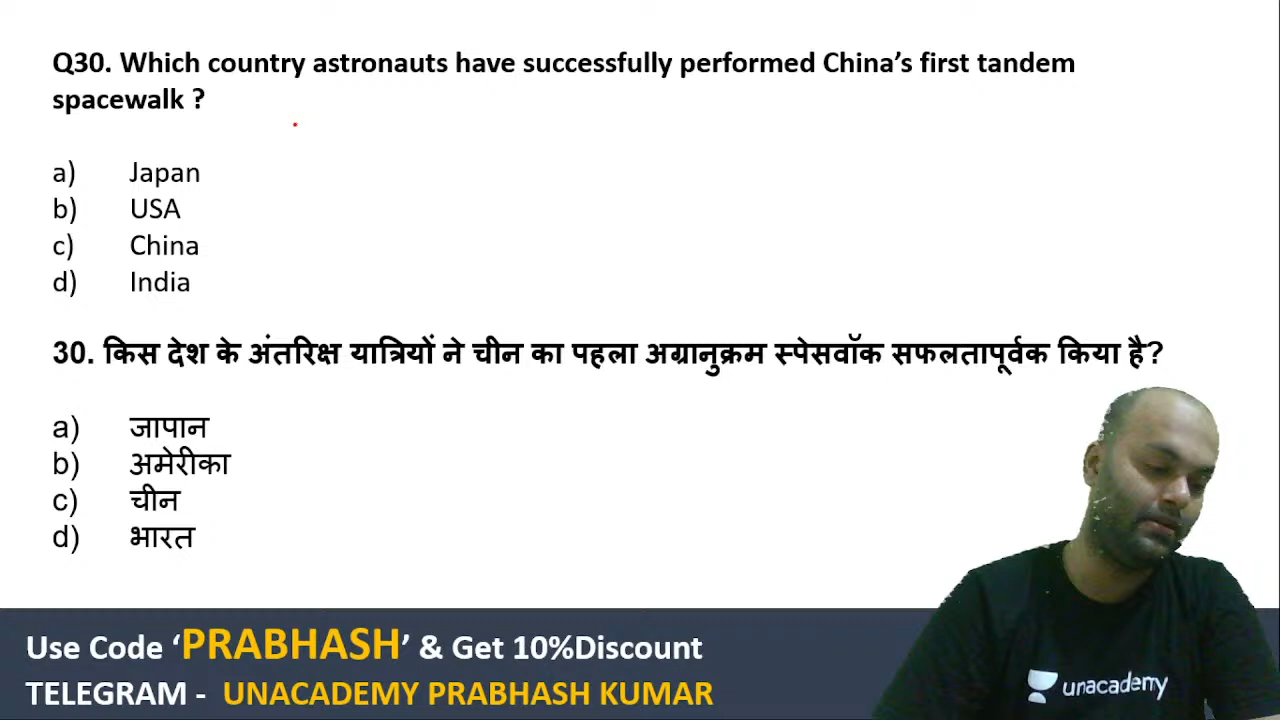 Q30. Which country astronauts have successfully performed China’s first tandem
spacewalk ?
a) Japan
b) USA
c) China
d) India
30. किस देश के अंतरिक्ष यात्रियों ने चीन का पहला अग्रानुक्रम स्पेसवॉक सफलतापूर्वक किया है?
a) जापान
b) अमेरीका
c) चीन
d) भारत
Use Code ‘PRABHASH’ & Get 10%Discount
TELEGRAM - UNACADEMY PRABHASH KUMAR
unacademy